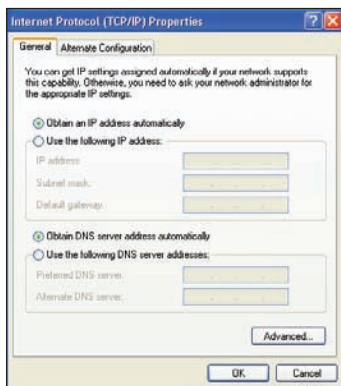 Internet Protocol (TCP/IP) Properties
General
Alternate Configuration
You can get IP settings assigned automatically if your network supports
this capability. Otherwise, you need to ask your network administrator for
the appropriate IP settings.
Obtain an IP address automatically
Use the following IP address:
IP address:
Subnet mask:
Default gateway:
Obtain DNS server address automatically
Use the following DNS server addresses:
Preferred DNS server:
Alternate DNS server:
Advanced...
OK
Cancel